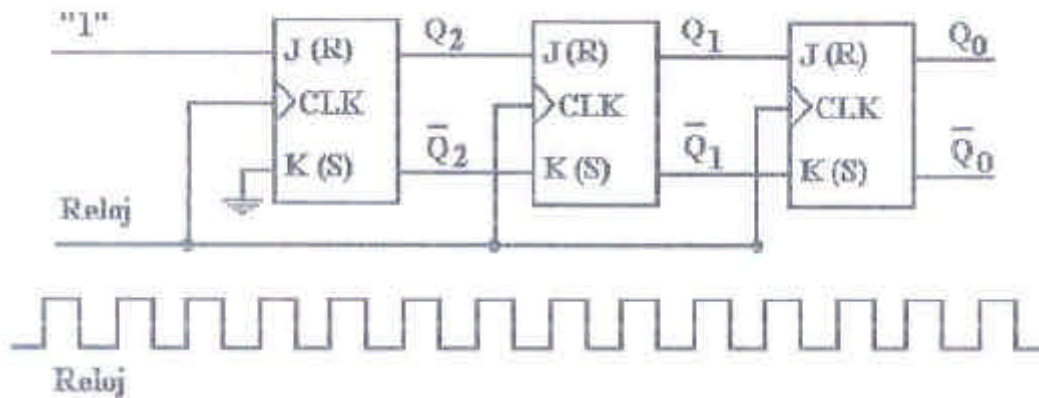 "1"
J (R) Q₂ J (R) Q₁ J (R) Q₀
CLK CLK CLK
K (S) Q̅₂ K (S) Q̅₁ K (S) Q̅₀
Reloj
Reloj